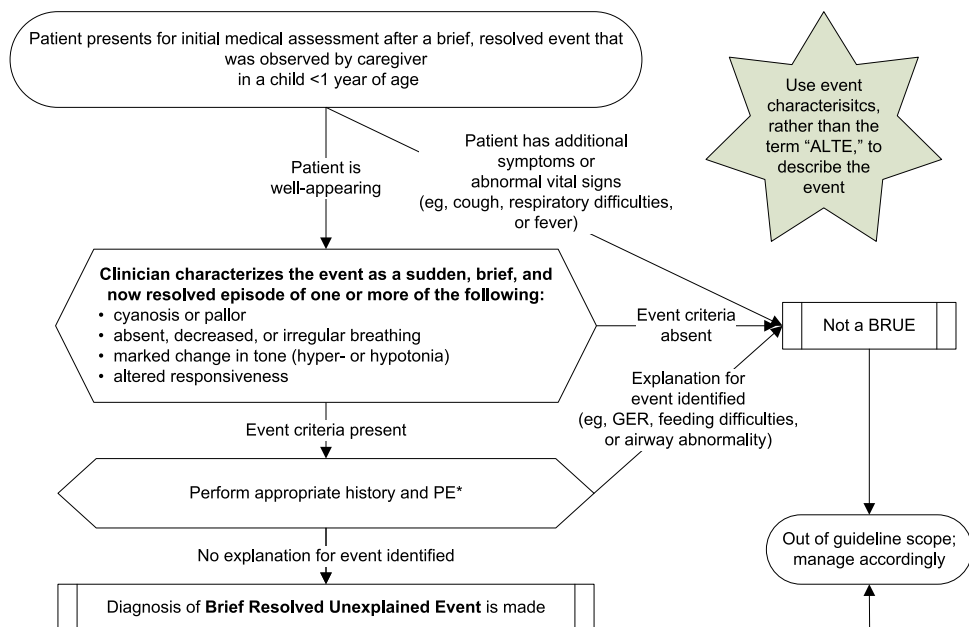 Patient presents for initial medical assessment after a brief, resolved event that
was observed by caregiver
in a child <1 year of age
Use event
characterisitcs,
rather than the
term “ALTE,” to
describe the
event
Patient is
well-appearing
Patient has additional
symptoms or
abnormal vital signs
(eg, cough, respiratory difficulties,
or fever)
Clinician characterizes the event as a sudden, brief, and
now resolved episode of one or more of the following:
• cyanosis or pallor
• absent, decreased, or irregular breathing
• marked change in tone (hyper- or hypotonia)
• altered responsiveness
Event criteria
absent
Not a BRUE
Explanation for
event identified
(eg, GER, feeding difficulties,
or airway abnormality)
Event criteria present
Perform appropriate history and PE*
No explanation for event identified
Out of guideline scope;
manage accordingly
Diagnosis of Brief Resolved Unexplained Event is made